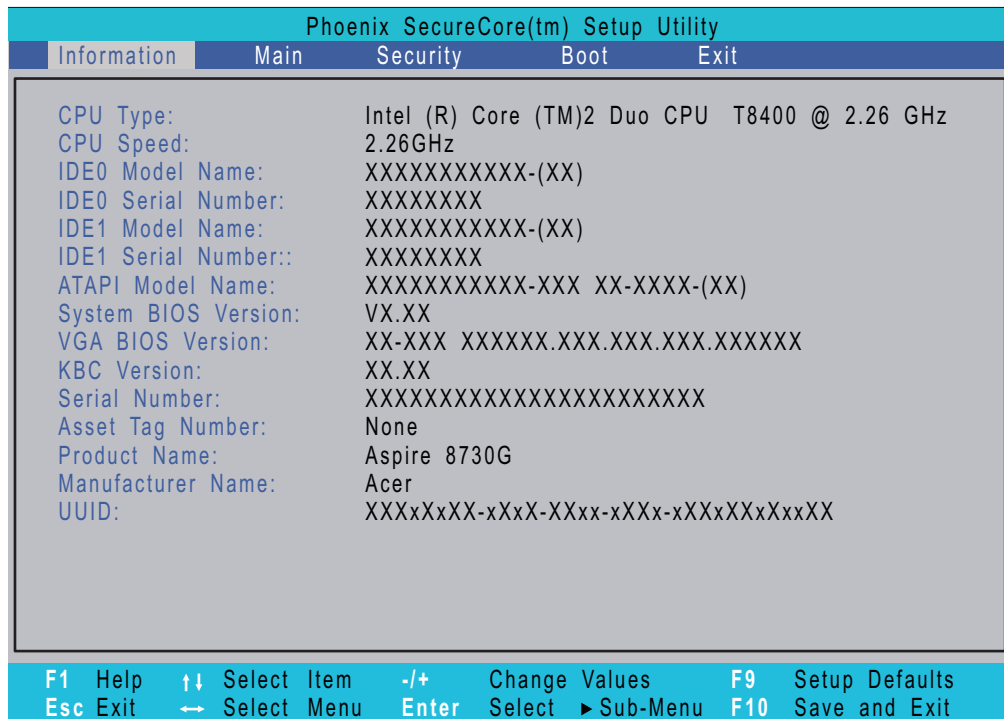 Phoenix SecureCore(tm) Setup Utility
Information Main Security Boot Exit
CPU Type: Intel (R) Core (TM)2 Duo CPU T8400 @ 2.26 GHz
CPU Speed: 2.26GHz
IDE0 Model Name: XXXXXXXXXXX-(XX)
IDE0 Serial Number: XXXXXXXX
IDE1 Model Name: XXXXXXXXXXX-(XX)
IDE1 Serial Number:: XXXXXXXX
ATAPI Model Name: XXXXXXXXXXX-XXX XX-XXXX-(XX)
System BIOS Version: VX.XX
VGA BIOS Version: XX-XXX XXXXXX.XXX.XXX.XXX.XXXXXX
KBC Version: XX.XX
Serial Number: XXXXXXXXXXXXXXXXXXXXXXX
Asset Tag Number: None
Product Name: Aspire 8730G
Manufacturer Name: Acer
UUID: XXXxXxXX-xXxX-XXxx-xXXx-xXXxXXxXxxXX
F1 Help ↑↓ Select Item -/+ Change Values F9 Setup Defaults
Esc Exit ↔ Select Menu Enter Select ►Sub-Menu F10 Save and Exit